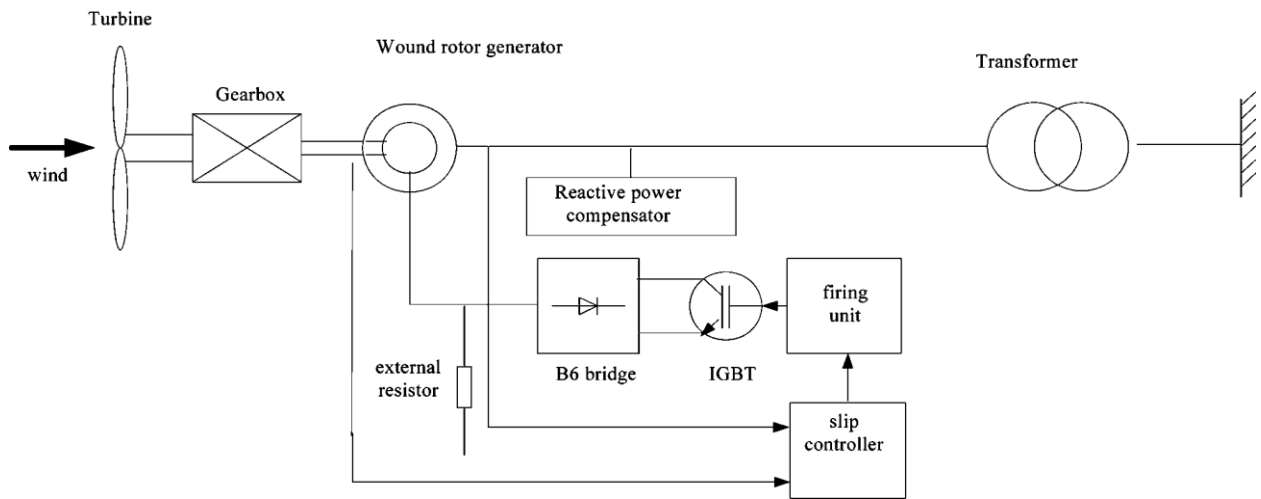 Turbine
Wound rotor generator
Transformer
Gearbox
wind
Reactive power
compensator
firing
unit
external
resistor
B6 bridge
IGBT
slip
controller